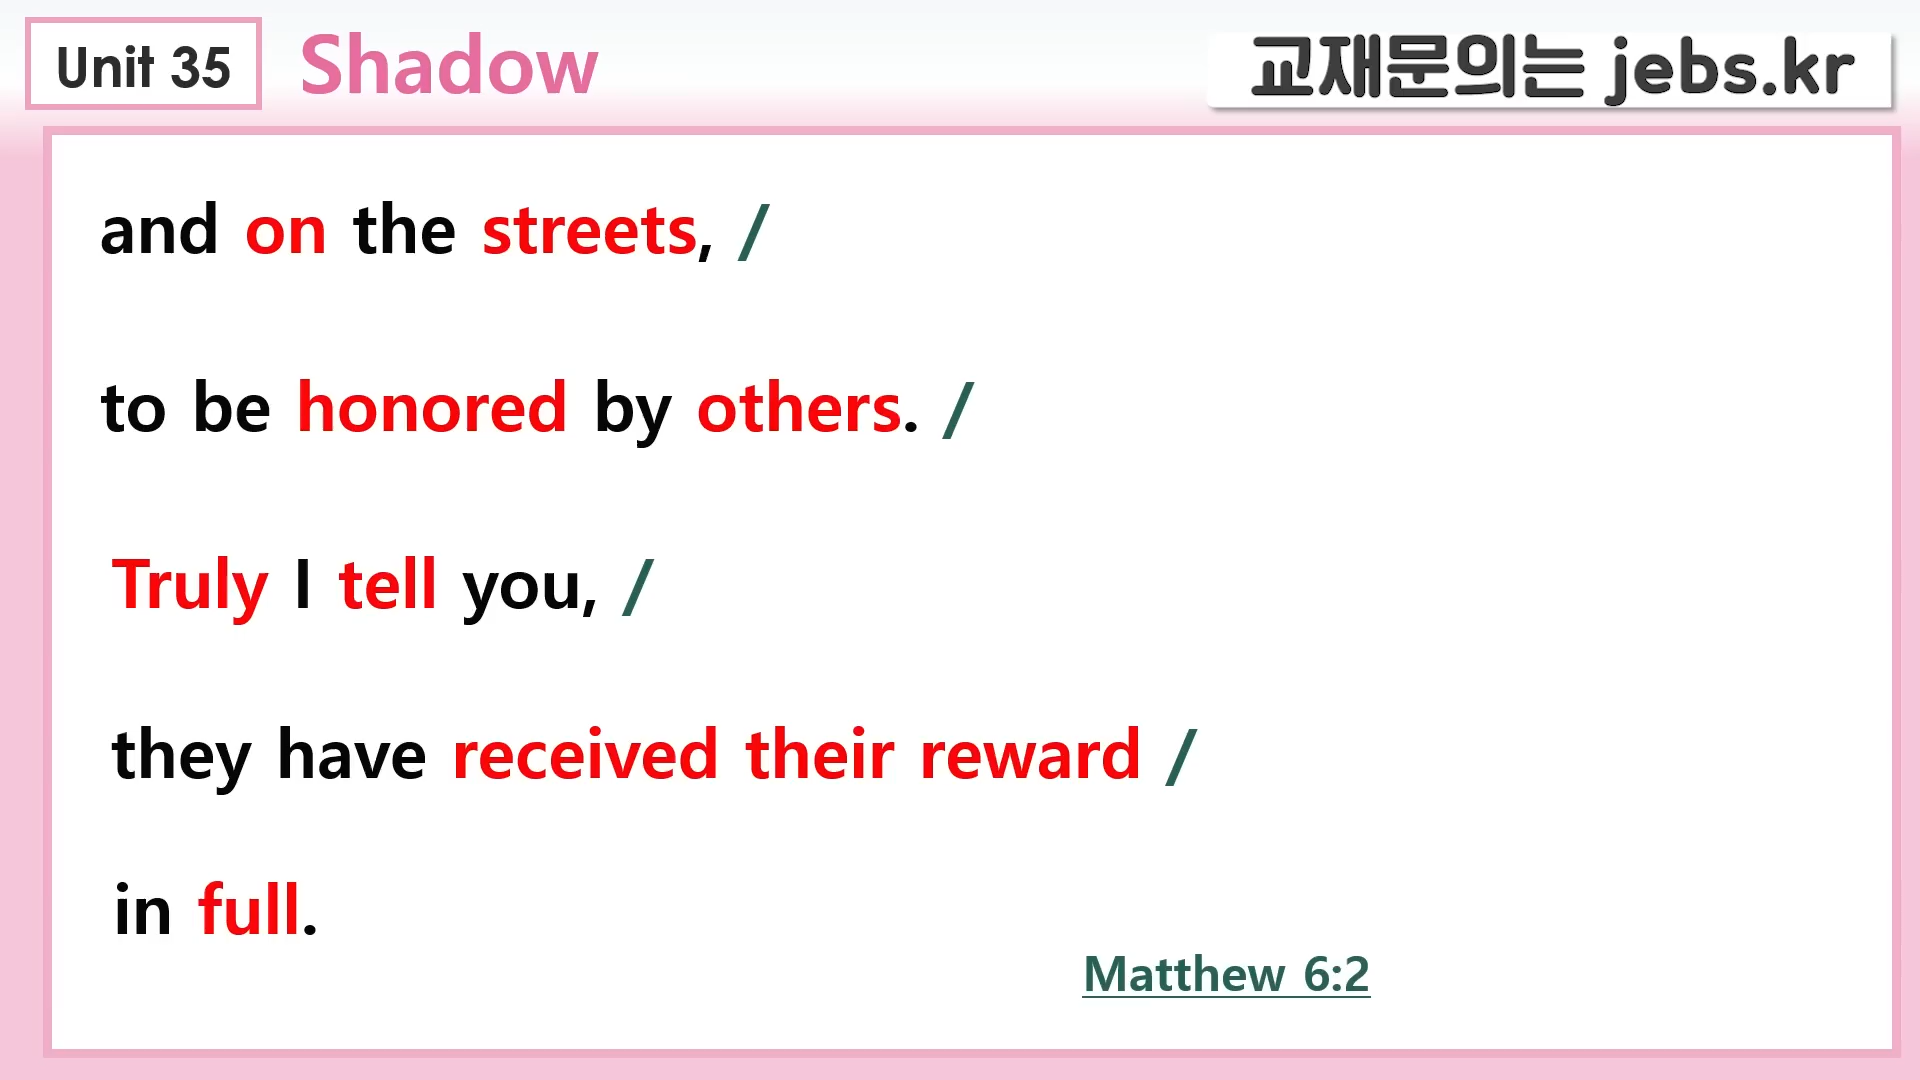 Unit 35
Shadow
교재문의는 jebs.kr
and on the streets, /
to be honored by others. /
Truly I tell you, /
they have received their reward /
in full.
Matthew 6:2